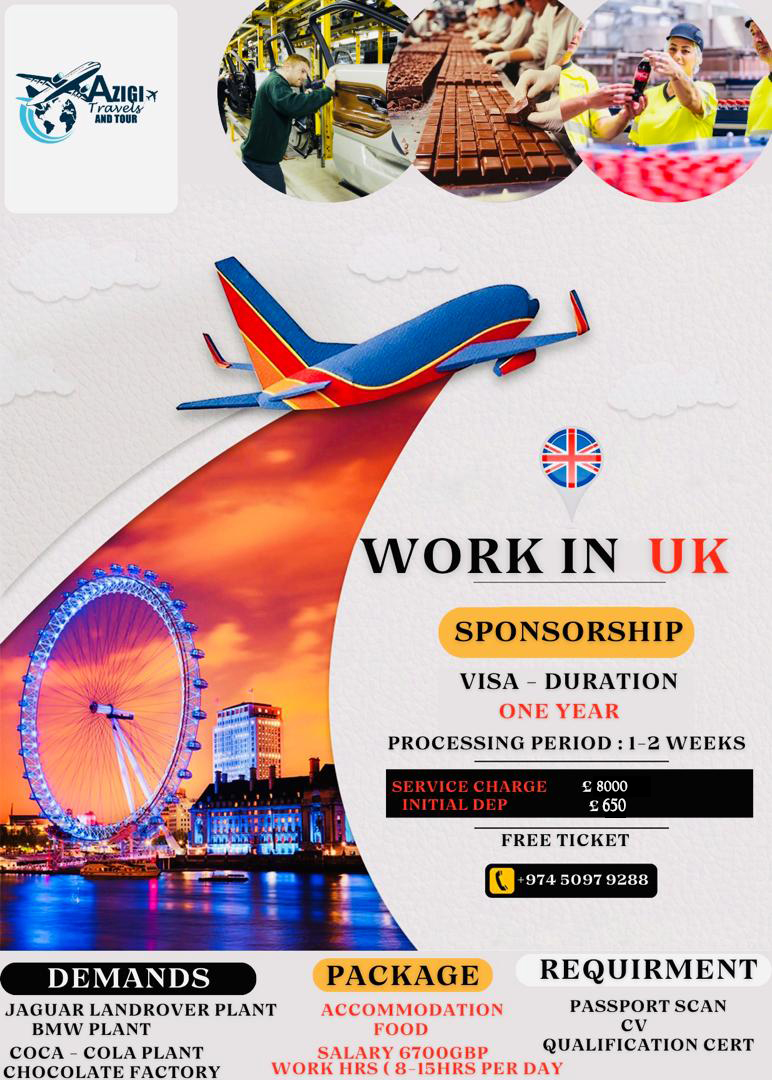 AZIGI
Travels
AND TOUR
WORK IN UK
SPONSORSHIP
VISA - DURATION
ONE YEAR
PROCESSING PERIOD : 1-2 WEEKS
SERVICE CHARGE £ 8000
INITIAL DEP £ 650
FREE TICKET
+974 5097 9288
DEMANDS
JAGUAR LANDROVER PLANT
BMW PLANT
COCA - COLA PLANT
CHOCOLATE FACTORY
PACKAGE
ACCOMMODATION
FOOD
SALARY 6700GBP
WORK HRS ( 8-15HRS PER DAY
REQUIRMENT
PASSPORT SCAN
CV
QUALIFICATION CERT